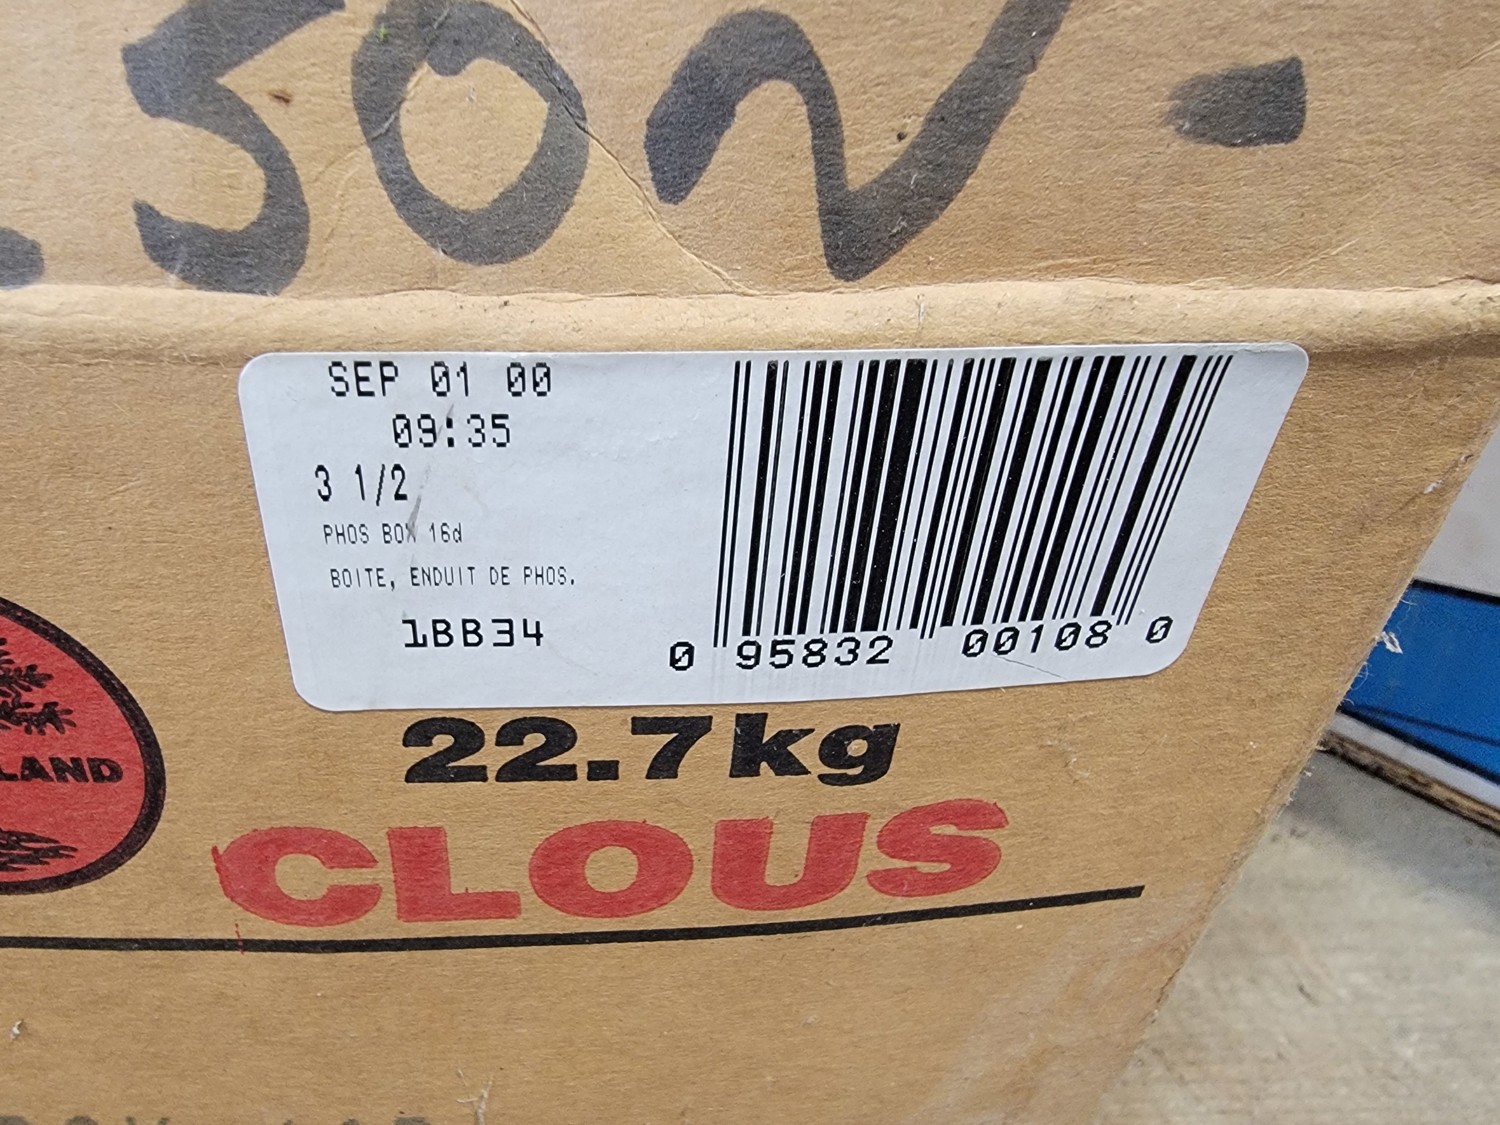 SEP 01 00
09:35
3 1/2
PHOS BOX 16d
BOITE, ENDUIT DE PHOS.
1BB34
0 95832 00108 0
LAND
22.7kg
CLOUS